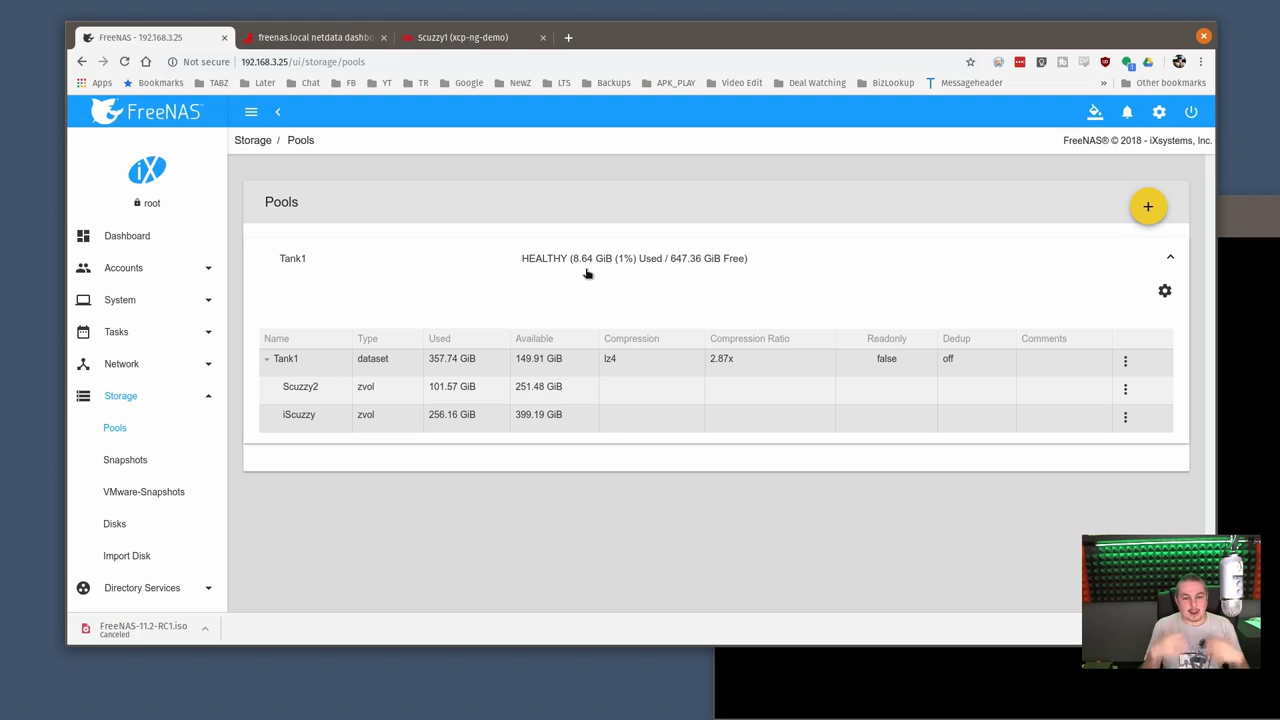 FreeNAS - 192.168.3.25
freenas.local netdata dashb
Scuzzy1 (xcp-ng-demo)
Not secure 192.168.3.25/ui/storage/pools
Apps Bookmarks TABZ Later Chat FB YT TR Google NewZ LTS Backups APK_PLAY Video Edit Deal Watching BizLookup Messageheader » Other bookmarks
FreeNAS
Storage / Pools
FreeNAS® © 2018 - iXsystems, Inc.
iX
root
Dashboard
Accounts
System
Tasks
Network
Storage
Pools
Snapshots
VMware-Snapshots
Disks
Import Disk
Directory Services
Pools
+
Tank1 HEALTHY (8.64 GiB (1%) Used / 647.36 GiB Free)
Name Type Used Available Compression Compression Ratio Readonly Dedup Comments
Tank1 dataset 357.74 GiB 149.91 GiB lz4 2.87x false off
Scuzzy2 zvol 101.57 GiB 251.48 GiB
iScuzzy zvol 256.16 GiB 399.19 GiB
FreeNAS-11.2-RC1.iso
Canceled